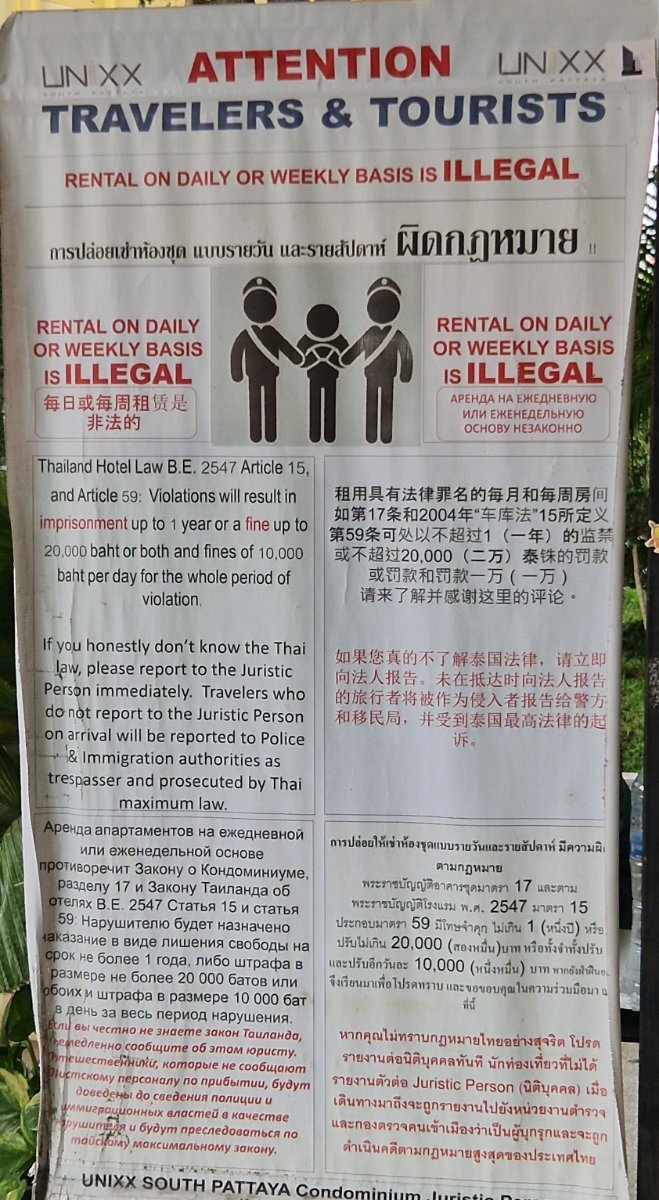 UNIXX
SOUTH PATTAYA
ATTENTION
UNIXX
SOUTH PATTAYA
TRAVELERS & TOURISTS
RENTAL ON DAILY OR WEEKLY BASIS IS ILLEGAL
การปล่อยเช่าห้องชุด แบบรายวัน และรายสัปดาห์ ผิดกฎหมาย !!
RENTAL ON DAILY
OR WEEKLY BASIS
IS ILLEGAL
每日或每周租赁是
非法的
RENTAL ON DAILY
OR WEEKLY BASIS
IS ILLEGAL
АРЕНДА НА ЕЖЕДНЕВНУЮ
ИЛИ ЕЖЕНЕДЕЛЬНУЮ
ОСНОВУ НЕЗАКОННО
Thailand Hotel Law B.E. 2547 Article 15,
and Article 59: Violations will result in
imprisonment up to 1 year or a fine up to
20,000 baht or both and fines of 10,000
baht per day for the whole period of
violation.
If you honestly don't know the Thai
law, please report to the Juristic
Person immediately. Travelers who
do not report to the Juristic Person
on arrival will be reported to Police
& Immigration authorities as
trespasser and prosecuted by Thai
maximum law.
租用具有法律罪名的每月和每周房间
如第17条和2004年“车库法”15所定义
第59条可处以不超过1（一年）的监禁
或不超过20,000（二万）泰铢的罚款
或罚款和罚款一万（一万）
请来了解并感谢这里的评论。
如果您真的不了解泰国法律，请立即
向法人报告。未在抵达时向法人报告
的旅行者将被作为侵入者报告给警方
和移民局，并受到泰国最高法律的起
诉。
Аренда апартаментов на ежедневной
или еженедельной основе
противоречит Закону о Кондоминиуме,
разделу 17 и Закону Таиланда об
отелях B.E. 2547 Статья 15 и статья
59: Нарушителю будет назначено
наказание в виде лишения свободы на
срок не более 1 года, либо штрафа в
размере не более 20 000 батов или
обоих и штрафа в размере 10 000 бат
в день за весь период нарушения.
Если вы честно не знаете закон Таиланда,
немедленно сообщите об этом юристу.
Путешественники, которые не сообщают
юристскому персоналу по прибытии, будут
доведены до сведения полиции и
иммиграционных властей в качестве
нарушителя и будут преследоваться по
тайскому максимальному закону.
การปล่อยให้เช่าห้องชุดแบบรายวันและรายสัปดาห์ มีความผิด
ตามกฎหมาย
พระราชบัญญัติอาคารชุดมาตรา 17 และตาม
พระราชบัญญัติโรงแรม พ.ศ. 2547 มาตรา 15
ประกอบมาตรา 59 มีโทษจำคุก ไม่เกิน 1 (หนึ่งปี) หรือ
ปรับไม่เกิน 20,000 (สองหมื่น)บาท หรือทั้งจำทั้งปรับ
และปรับอีกวันละ 10,000 (หนึ่งหมื่น) บาท หากยังฝ่าฝืน
จึงเรียนมาเพื่อโปรดทราบ และขอขอบคุณในความร่วมมือมา ณ
ที่นี้
หากคุณไม่ทราบกฎหมายไทยอย่างสุจริต โปรด
รายงานต่อนิติบุคคลทันที นักท่องเที่ยวที่ไม่ได้
รายงานตัวต่อ Juristic Person (นิติบุคคล) เมื่อ
เดินทางมาถึงจะถูกรายงานไปยังหน่วยงานตำรวจ
และกองตรวจคนเข้าเมืองว่าเป็นผู้บุกรุกและจะถูก
ดำเนินคดีตามกฎหมายสูงสุดของประเทศไทย
UNIXX SOUTH PATTAYA Condominium Juristic